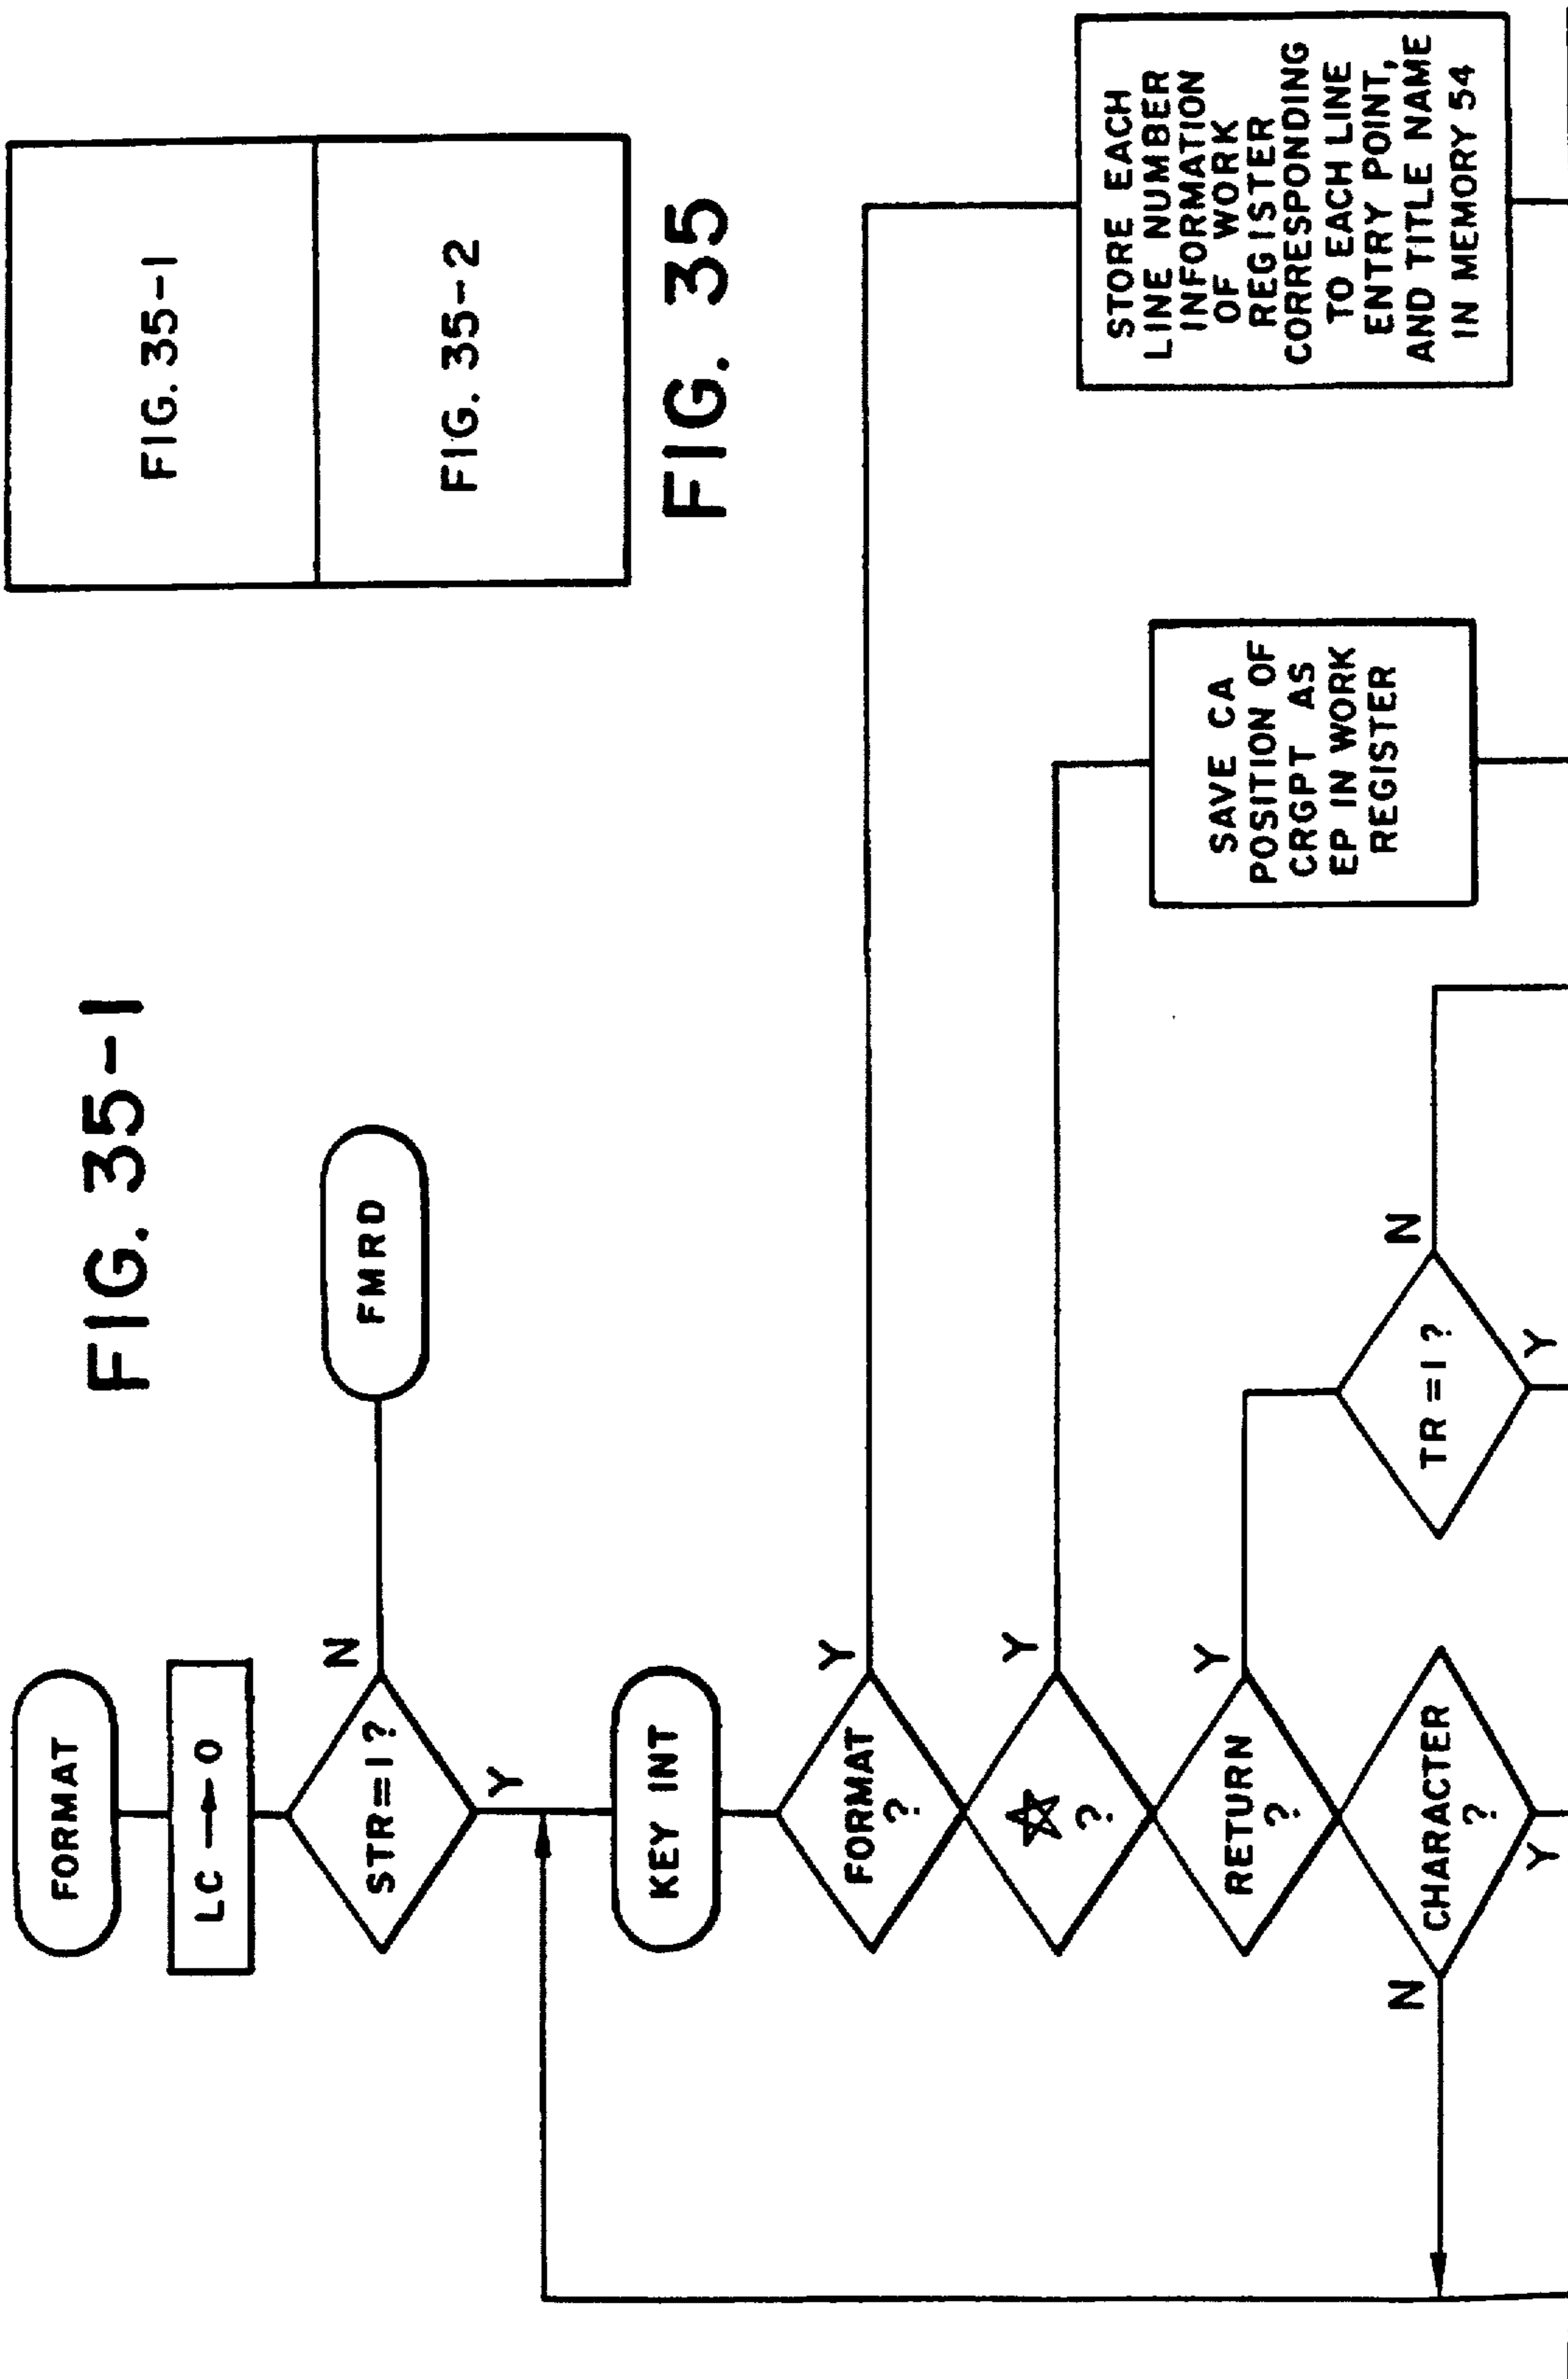 FIG. 35-1
FIG. 35-1
FIG. 35-2
FIG. 35
FORMAT
LC → 0
STR=1?
N
Y
FMRD
KEY INT
FORMAT
?
Y
☆
?
Y
RETURN
?
Y
CHARACTER
?
N
Y
TR=1?
N
Y
SAVE CA
POSITION OF
CRGPT AS
EP IN WORK
REGISTER
STORE EACH
LINE NUMBER
INFORMATION
OF WORK
REGISTER
CORRESPONDING
TO EACH LINE
ENTRY POINT,
AND TITLE NAME
IN MEMORY 54